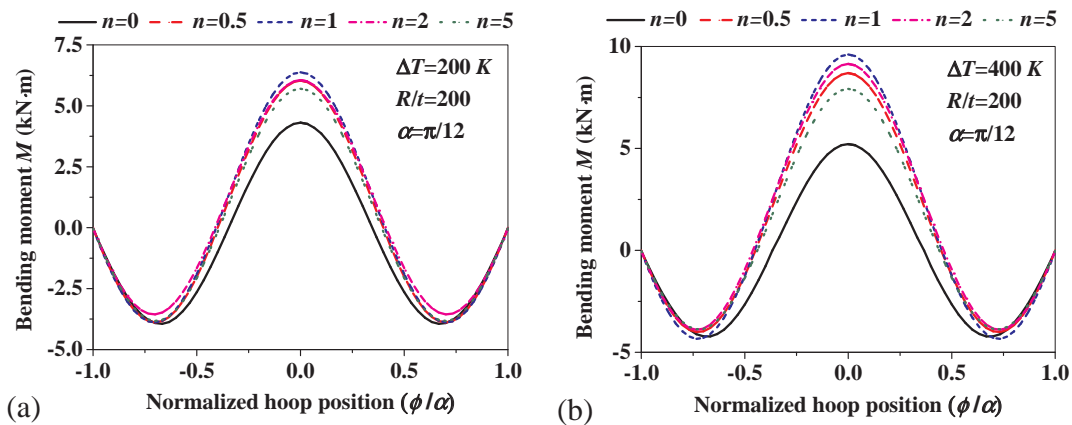 n=0 n=0.5 n=1 n=2 n=5
7.5
5.0
2.5
0.0
-2.5
-5.0
Bending moment M (kN·m)
ΔT=200 K
R/t=200
α=π/12
-1.0 -0.5 0.0 0.5 1.0
Normalized hoop position (ϕ/α)
(a)
n=0 n=0.5 n=1 n=2 n=5
10
5
0
-5
Bending moment M (kN·m)
ΔT=400 K
R/t=200
α=π/12
-1.0 -0.5 0.0 0.5 1.0
Normalized hoop position (ϕ/α)
(b)